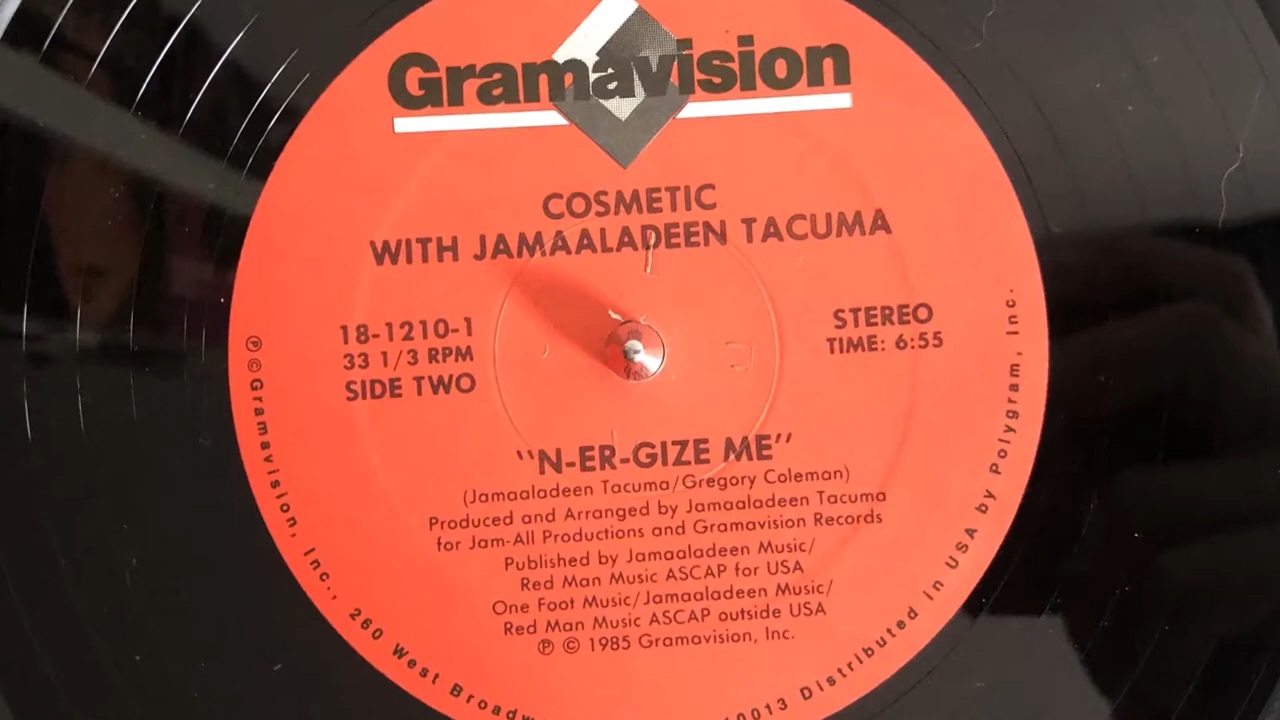 Gramavision
COSMETIC
WITH JAMAALADEEN TACUMA
18-1210-1
33 1/3 RPM
SIDE TWO
STEREO
TIME: 6:55
"N-ER-GIZE ME"
(Jamaaladeen Tacuma/Gregory Coleman)
Produced and Arranged by Jamaaladeen Tacuma
for Jam-All Productions and Gramavision Records
Published by Jamaaladeen Music/
Red Man Music ASCAP for USA
One Foot Music/Jamaaladeen Music/
Red Man Music ASCAP outside USA
℗ © 1985 Gramavision, Inc.
℗ © Gramavision, Inc., 260 West 0013 Distributed in USA by Polygram, Inc.